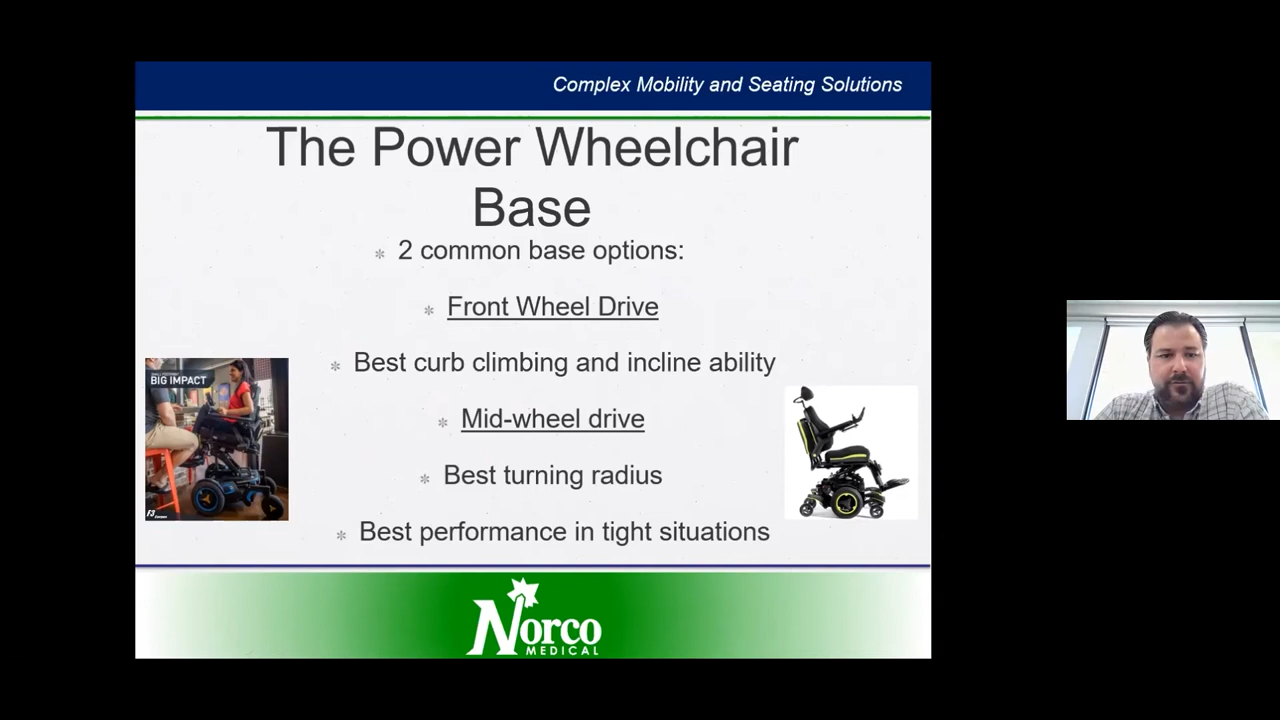 Complex Mobility and Seating Solutions
The Power Wheelchair
Base
2 common base options:
Front Wheel Drive
Best curb climbing and incline ability
BIG IMPACT
Mid-wheel drive
Best turning radius
Best performance in tight situations
F3
Norco
MEDICAL